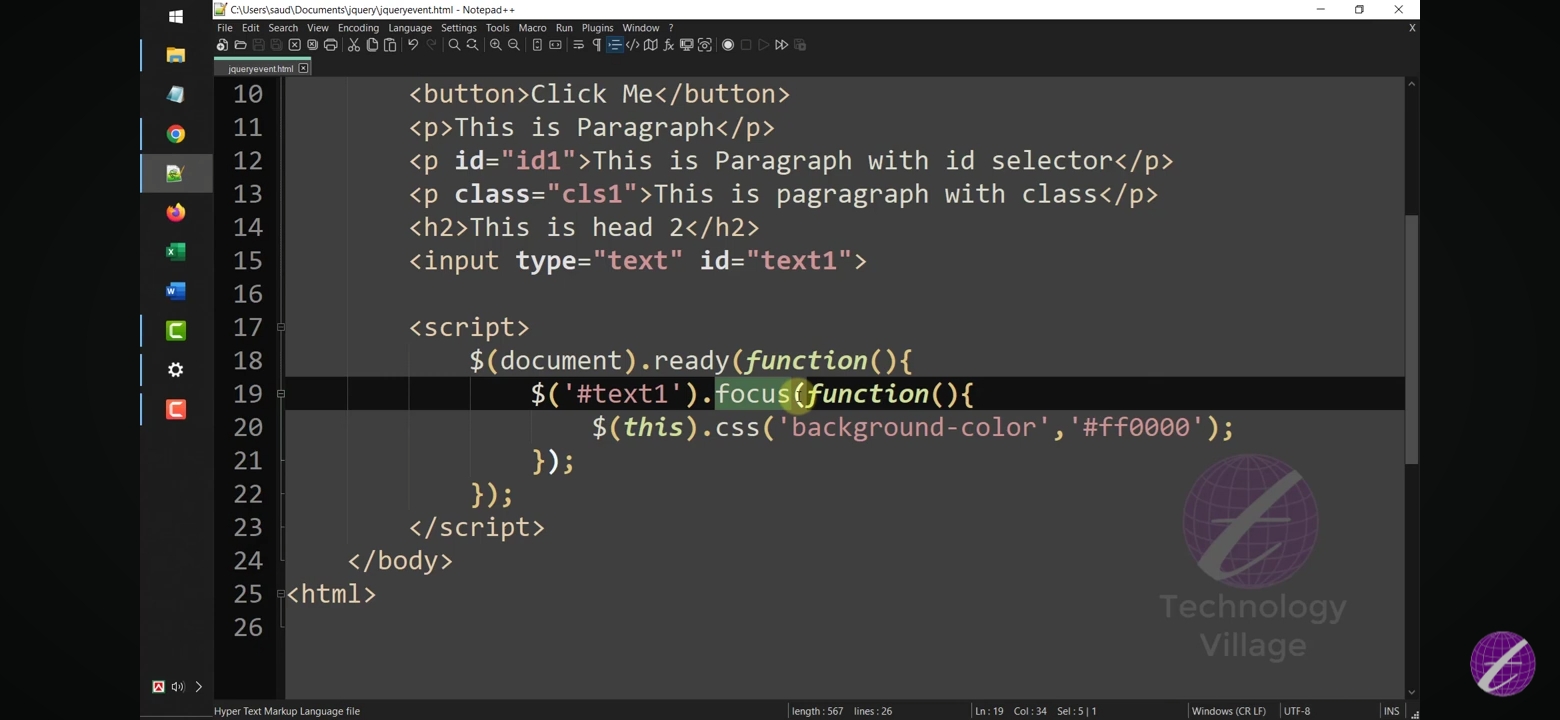 C:\Users\saud\Documents\jquery\jqueryevent.html - Notepad++
File Edit Search View Encoding Language Settings Tools Macro Run Plugins Window ?
X
jqueryevent.html
10 <button>Click Me</button>
11 <p>This is Paragraph</p>
12 <p id="id1">This is Paragraph with id selector</p>
13 <p class="cls1">This is pagragraph with class</p>
14 <h2>This is head 2</h2>
15 <input type="text" id="text1">
16
17 <script>
18 $(document).ready(function(){
19 $('#text1').focus(function(){
20 $(this).css('background-color','#ff0000');
21 });
22 });
23 </script>
24 </body>
25 <html>
26
Technology
Village
Hyper Text Markup Language file length : 567 lines : 26 Ln : 19 Col : 34 Sel : 5 | 1 Windows (CR LF) UTF-8 INS